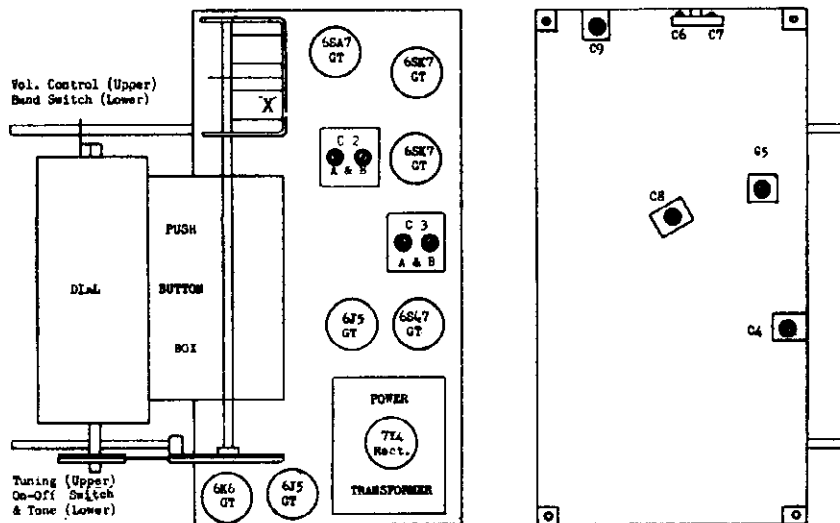 6SA7
GT
6SK7
GT
Vol. Control (Upper)
Band Switch (Lower)
X
C 2
A & B
6SK7
GT
PUSH
BUTTON
BOX
DIAL
C 3
A & B
6J5
GT
6SQ7
GT
POWER
7Y4
Rect.
TRANSFORMER
Tuning (Upper)
On-Off Switch
& Tone (Lower)
6K6
GT
6J5
GT
C9
C6 C7
C5
C8
C4